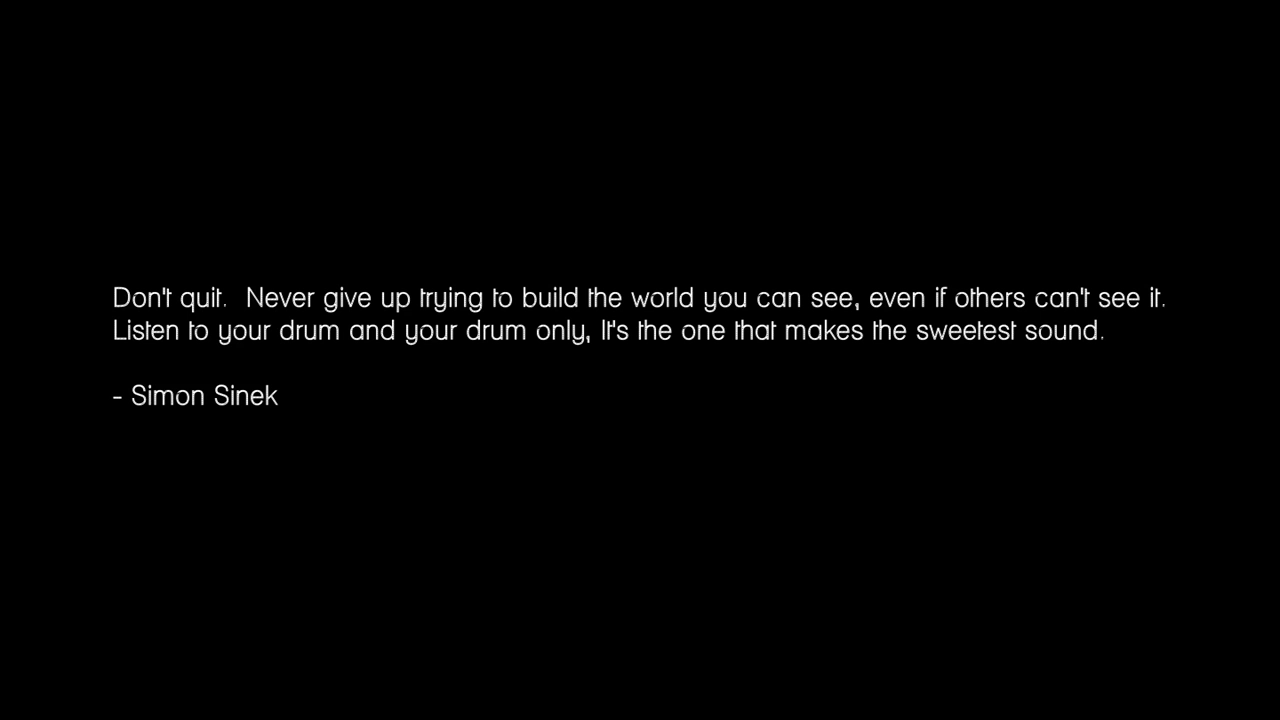 Don't quit.  Never give up trying to build the world you can see, even if others can't see it.
Listen to your drum and your drum only, It's the one that makes the sweetest sound.
- Simon Sinek